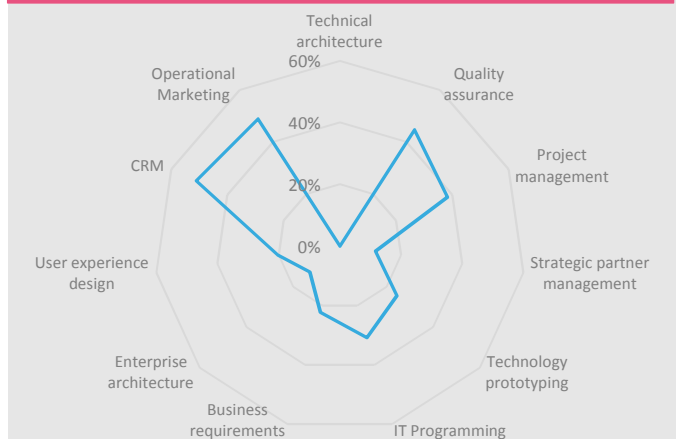 Technical
architecture
60%
40%
20%
0%
Quality
assurance
Project
management
Strategic partner
management
Technology
prototyping
IT Programming
Business
requirements
Enterprise
architecture
User experience
design
CRM
Operational
Marketing